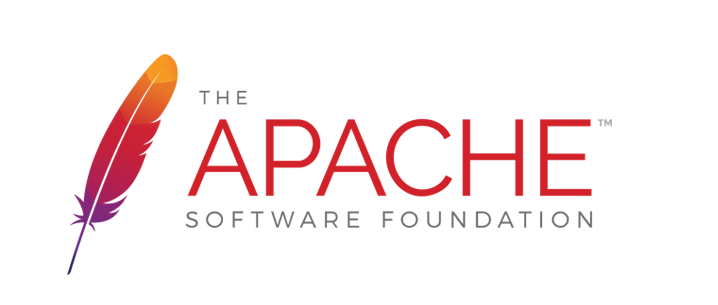 THE
APACHE™
SOFTWARE FOUNDATION